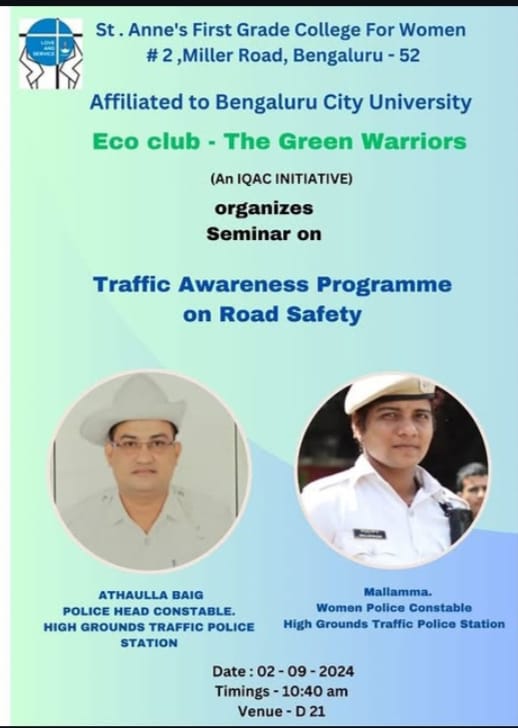 LOVE
AND
SERVICE
St . Anne's First Grade College For Women
# 2 ,Miller Road, Bengaluru - 52
Affiliated to Bengaluru City University
Eco club - The Green Warriors
(An IQAC INITIATIVE)
organizes
Seminar on
Traffic Awareness Programme
on Road Safety
ATHAULLA BAIG
POLICE HEAD CONSTABLE.
HIGH GROUNDS TRAFFIC POLICE
STATION
Mallamma.
Women Police Constable
High Grounds Traffic Police Station
Date : 02 - 09 - 2024
Timings - 10:40 am
Venue - D 21